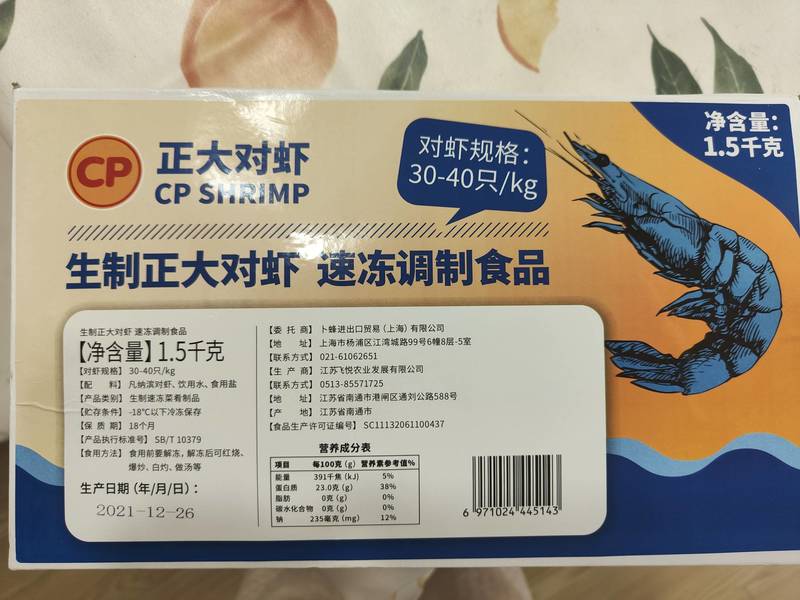 CP
正大对虾
CP SHRIMP
对虾规格：
30-40只/kg
净含量：
1.5千克
生制正大对虾 速冻调制食品
生制正大对虾 速冻调制食品
【净含量】1.5千克
【对虾规格】 30-40只/kg
【配 料】 凡纳滨对虾、饮用水、食用盐
【产品类别】 生制速冻菜肴制品
【贮存条件】 -18℃以下冷冻保存
【保 质 期】 18个月
【产品执行标准号】 SB/T 10379
【食用方法】 食用前要解冻，解冻后可红烧、
爆炒、白灼、做汤等
生产日期（年/月/日）：
2021-12-26
【委 托 商】 卜蜂进出口贸易（上海）有限公司
【地 址】 上海市杨浦区江湾城路99号6幢8层-5室
【联系方式】 021-61062651
【生 产 商】 江苏飞悦农业发展有限公司
【联系方式】 0513-85571725
【地 址】 江苏省南通市港闸区通刘公路588号
【产 地】 江苏省南通市
【食品生产许可证编号】 SC11132061100437
营养成分表
项目 每100克（g） 营养素参考值%
能量 391千焦（kJ） 5%
蛋白质 23.0克（g） 38%
脂肪 0克（g） 0%
碳水化合物 0克（g） 0%
钠 235毫克（mg） 12%
6 971024 445143